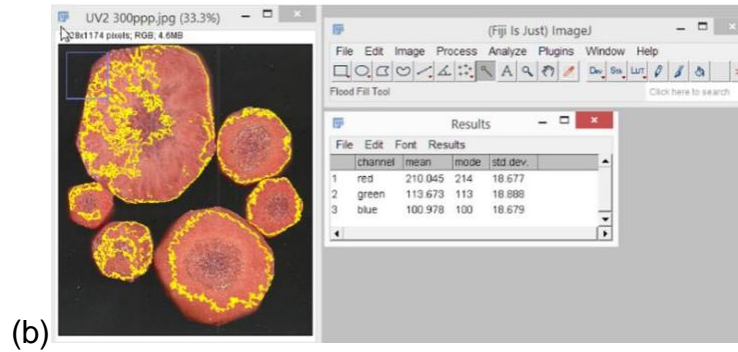 UV2 300ppp.jpg (33.3%)
28x1174 pixels; RGB; 4.6MB
(Fiji Is Just) ImageJ
File Edit Image Process Analyze Plugins Window Help
A Dev Stk LUT
Flood Fill Tool Click here to search
Results
File Edit Font Results
channel mean mode std.dev.
1 red 210.045 214 18.677
2 green 113.673 113 18.888
3 blue 100.978 100 18.679
(b)